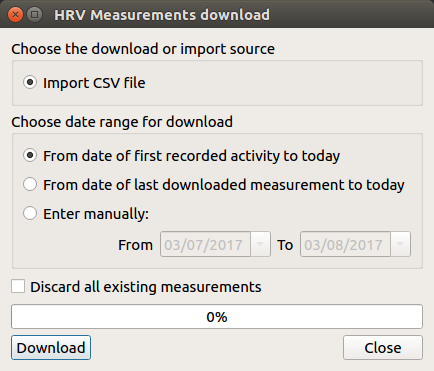 HRV Measurements download
Choose the download or import source
Import CSV file
Choose date range for download
From date of first recorded activity to today
From date of last downloaded measurement to today
Enter manually:
From 03/07/2017 To 03/08/2017
Discard all existing measurements
0%
Download Close